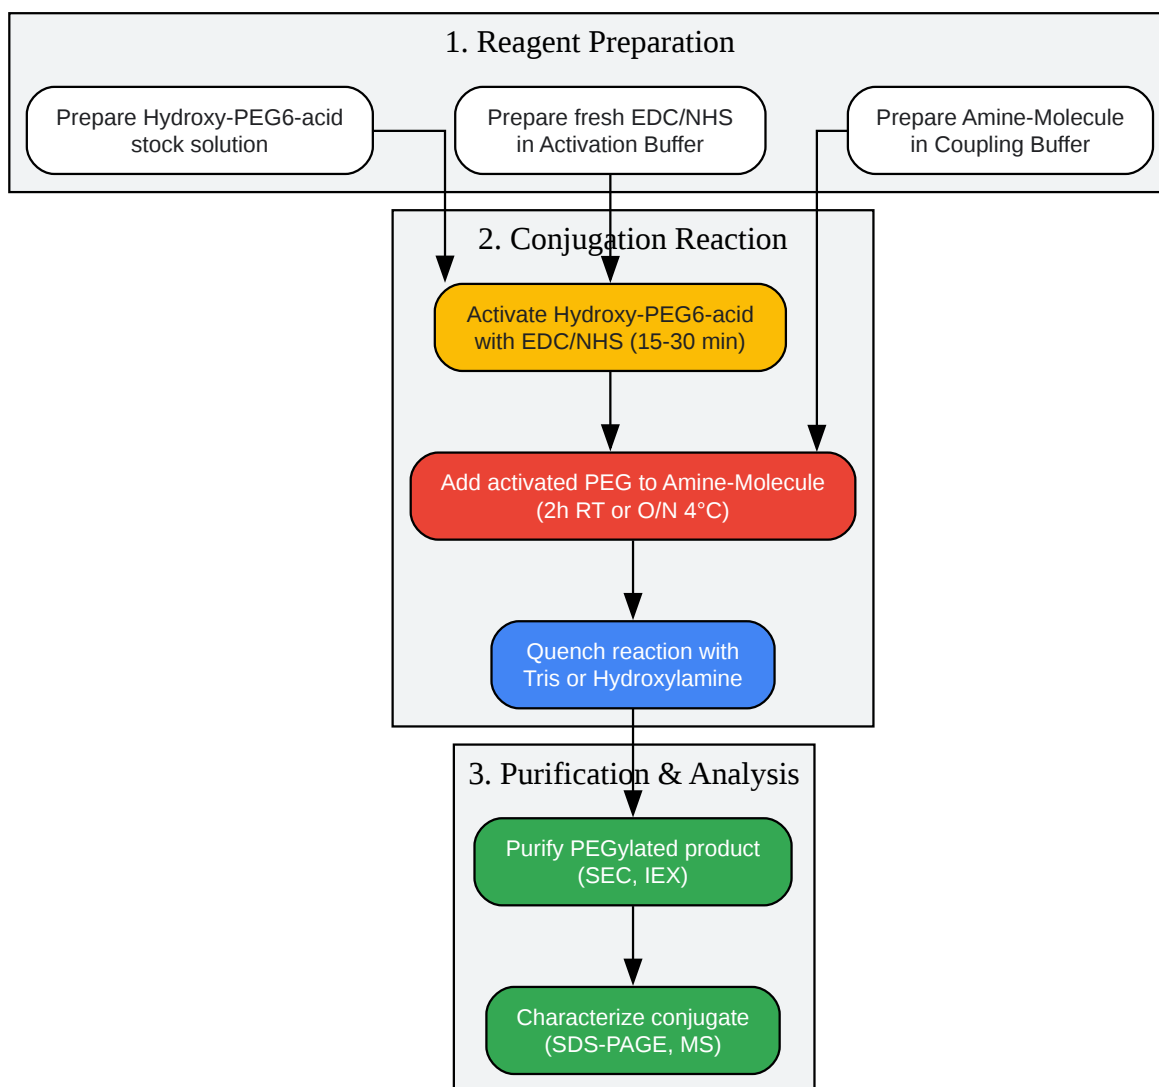 1. Reagent Preparation
Prepare Hydroxy-PEG6-acid
stock solution
Prepare fresh EDC/NHS
in Activation Buffer
Prepare Amine-Molecule
in Coupling Buffer
2. Conjugation Reaction
Activate Hydroxy-PEG6-acid
with EDC/NHS (15-30 min)
Add activated PEG to Amine-Molecule
(2h RT or O/N 4°C)
Quench reaction with
Tris or Hydroxylamine
3. Purification & Analysis
Purify PEGylated product
(SEC, IEX)
Characterize conjugate
(SDS-PAGE, MS)